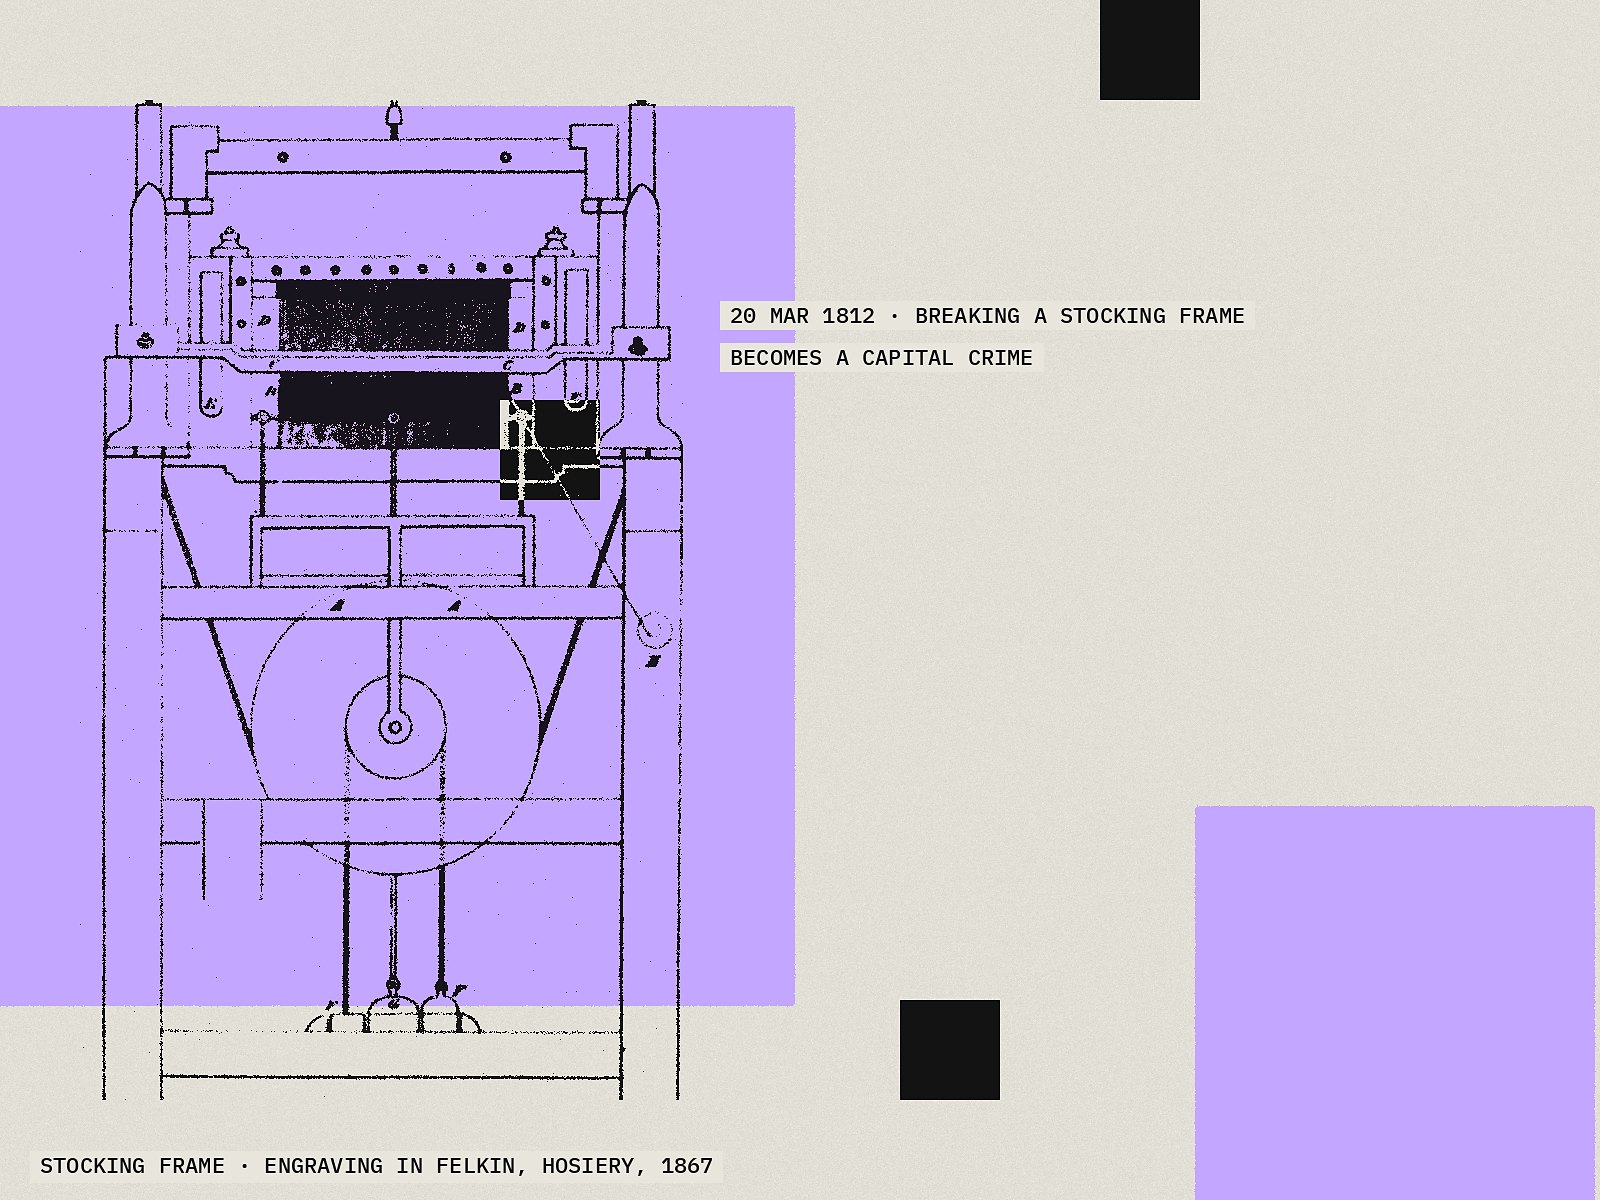 20 MAR 1812 · BREAKING A STOCKING FRAME
BECOMES A CAPITAL CRIME
STOCKING FRAME · ENGRAVING IN FELKIN, HOSIERY, 1867